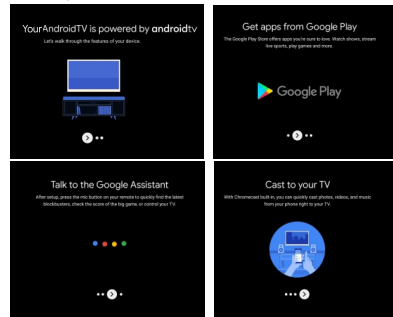 YourAndroidTV is powered by androidtv
Let's walk through the features of your device.
Get apps from Google Play
The Google Play Store offers apps you're sure to love. Watch shows, stream
live sports, play games and more.
Google Play
Talk to the Google Assistant
After setup, press the mic button on your remote to quickly find the latest
blockbusters, check the score of the big game, or control your TV.
Cast to your TV
With Chromecast built-in, you can quickly cast photos, videos, and music
from your phone right to your TV.